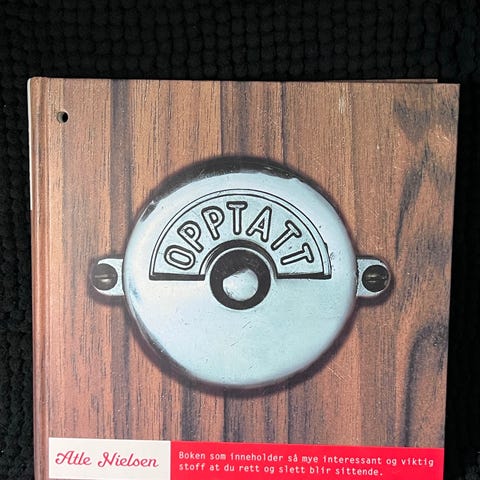 OPPTATT
Atle Nielsen
Boken som inneholder så mye interessant og viktig
stoff at du rett og slett blir sittende.